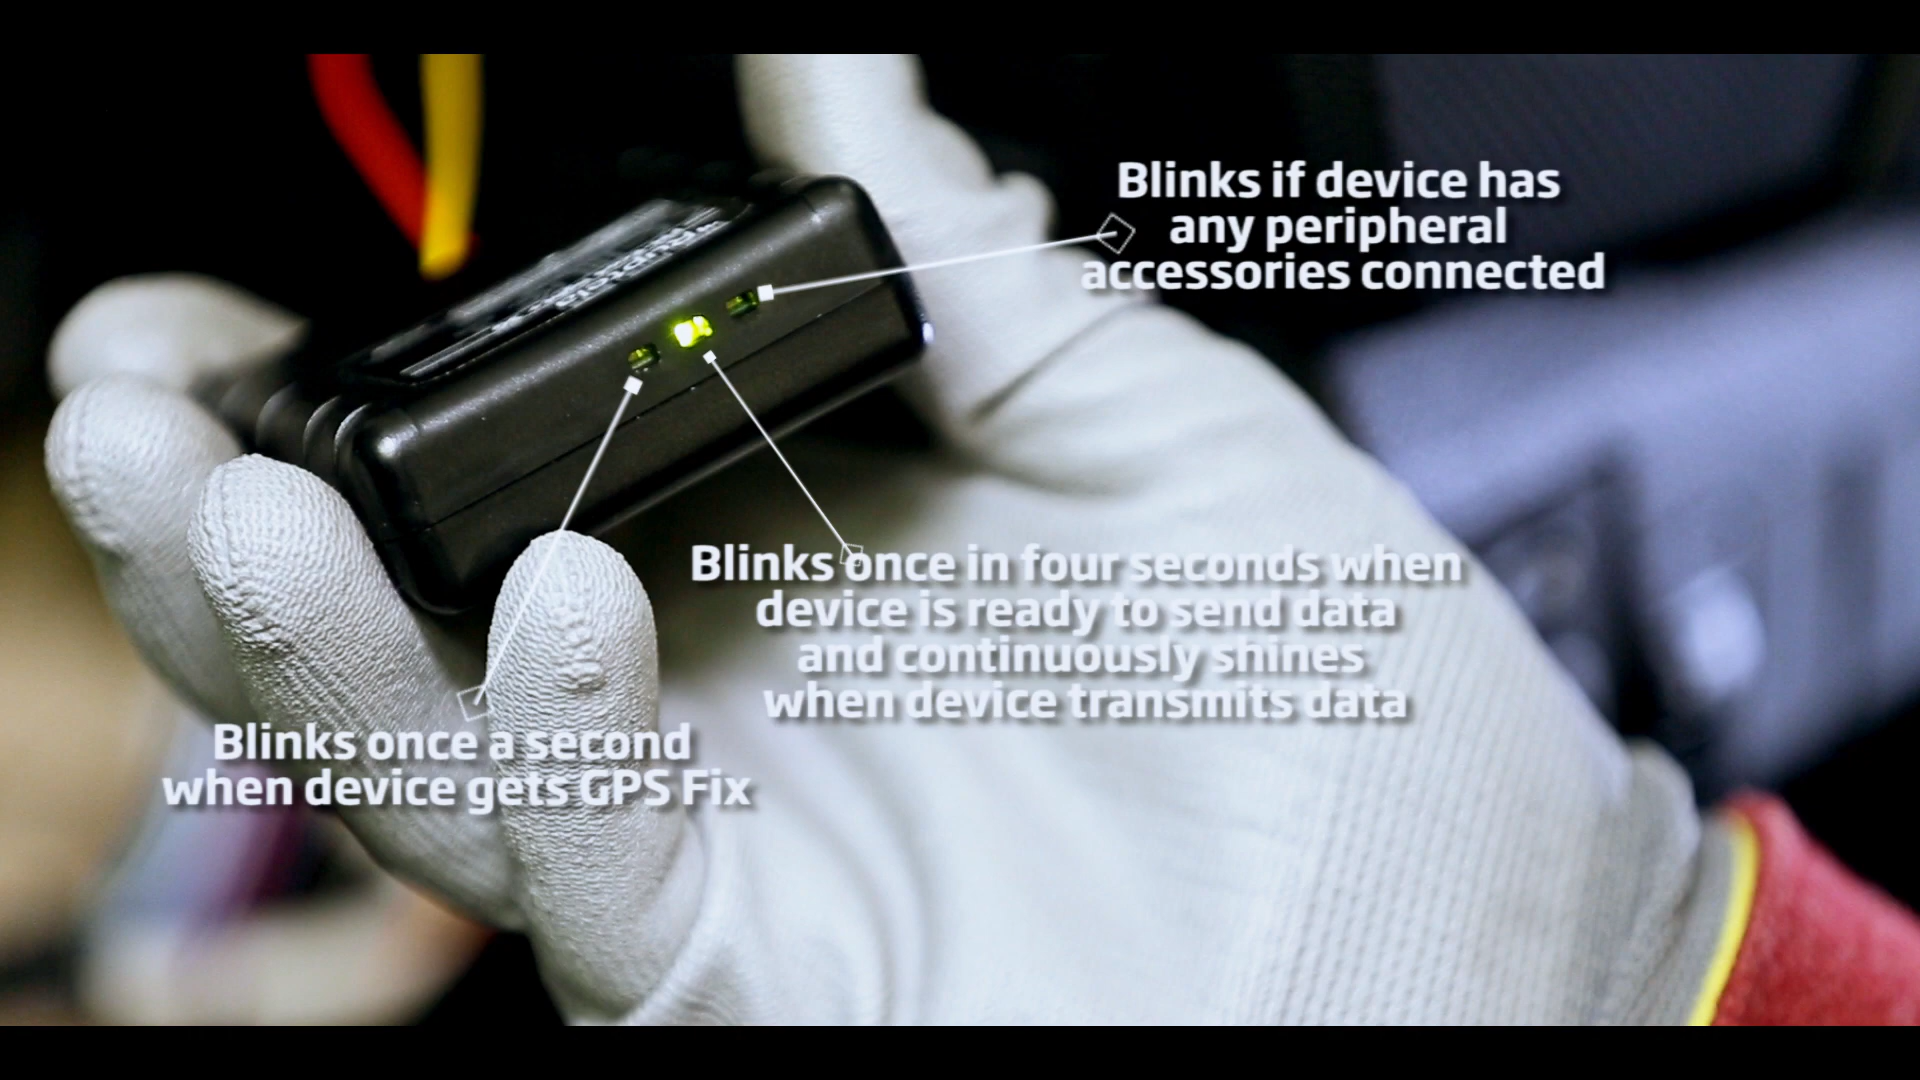 Blinks if device has
any peripheral
accessories connected
Blinks once in four seconds when
device is ready to send data
and continuously shines
when device transmits data
Blinks once a second
when device gets GPS Fix